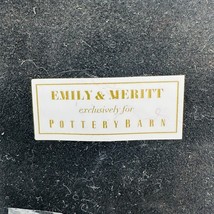 EMILY & MERITT
exclusively for
POTTERYBARN